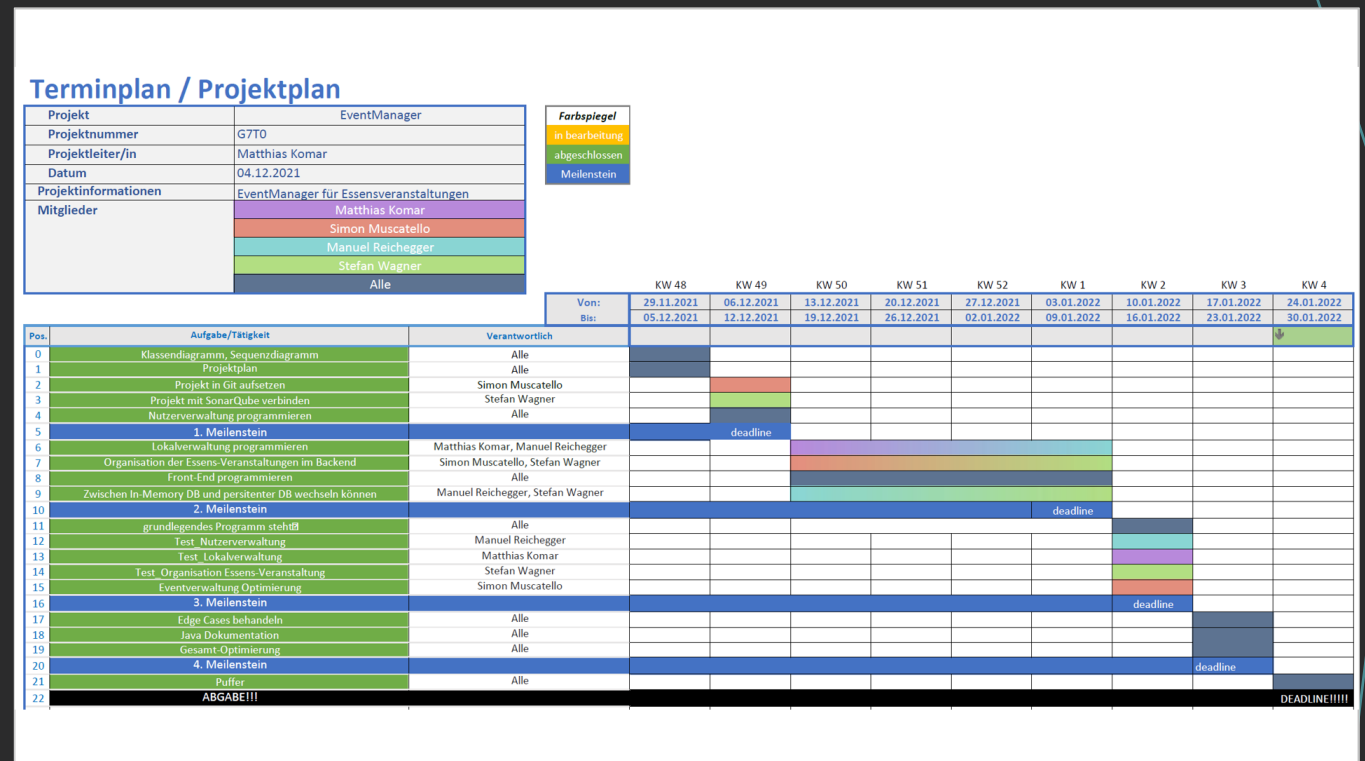 Terminplan / Projektplan
Projekt EventManager
Projektnummer G7T0
Projektleiter/in Matthias Komar
Datum 04.12.2021
Projektinformationen EventManager für Essensveranstaltungen
Mitglieder Matthias Komar
Simon Muscatello
Manuel Reichegger
Stefan Wagner
Alle
Farbspiegel
in bearbeitung
abgeschlossen
Meilenstein
KW 48 KW 49 KW 50 KW 51 KW 52 KW 1 KW 2 KW 3 KW 4
Von: 29.11.2021 06.12.2021 13.12.2021 20.12.2021 27.12.2021 03.01.2022 10.01.2022 17.01.2022 24.01.2022
Bis: 05.12.2021 12.12.2021 19.12.2021 26.12.2021 02.01.2022 09.01.2022 16.01.2022 23.01.2022 30.01.2022
Pos. Aufgabe/Tätigkeit Verantwortlich
0 Klassendiagramm, Sequenzdiagramm Alle
1 Projektplan Alle
2 Projekt in Git aufsetzen Simon Muscatello
3 Projekt mit SonarQube verbinden Stefan Wagner
4 Nutzerverwaltung programmieren Alle
5 1. Meilenstein deadline
6 Lokalverwaltung programmieren Matthias Komar, Manuel Reichegger
7 Organisation der Essens-Veranstaltungen im Backend Simon Muscatello, Stefan Wagner
8 Front-End programmieren Alle
9 Zwischen In-Memory DB und persitenter DB wechseln können Manuel Reichegger, Stefan Wagner
10 2. Meilenstein deadline
11 grundlegendes Programm steht Alle
12 Test_Nutzerverwaltung Manuel Reichegger
13 Test_Lokalverwaltung Matthias Komar
14 Test_Organisation Essens-Veranstaltung Stefan Wagner
15 Eventverwaltung Optimierung Simon Muscatello
16 3. Meilenstein deadline
17 Edge Cases behandeln Alle
18 Java Dokumentation Alle
19 Gesamt-Optimierung Alle
20 4. Meilenstein deadline
21 Puffer Alle
22 ABGABE!!! DEADLINE!!!!!